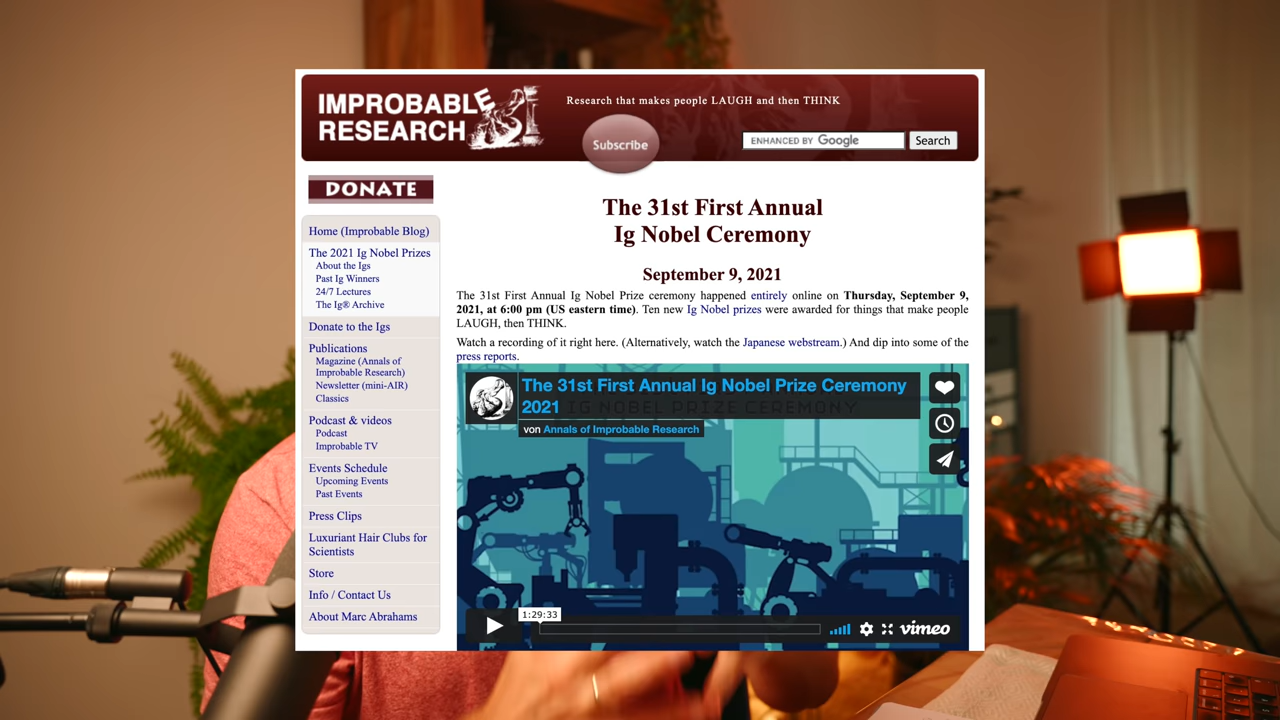 IMPROBABLE
RESEARCH
Research that makes people LAUGH and then THINK
Subscribe
ENHANCED BY Google
Search
DONATE
Home (Improbable Blog)
The 2021 Ig Nobel Prizes
About the Igs
Past Ig Winners
24/7 Lectures
The Ig® Archive
Donate to the Igs
Publications
Magazine (Annals of
Improbable Research)
Newsletter (mini-AIR)
Classics
Podcast & videos
Podcast
Improbable TV
Events Schedule
Upcoming Events
Past Events
Press Clips
Luxuriant Hair Clubs for
Scientists
Store
Info / Contact Us
About Marc Abrahams
The 31st First Annual
Ig Nobel Ceremony
September 9, 2021
The 31st First Annual Ig Nobel Prize ceremony happened entirely online on Thursday, September 9,
2021, at 6:00 pm (US eastern time). Ten new Ig Nobel prizes were awarded for things that make people
LAUGH, then THINK.
Watch a recording of it right here. (Alternatively, watch the Japanese webstream.) And dip into some of the
press reports.
The 31st First Annual Ig Nobel Prize Ceremony
2021
IG NOBEL PRIZE CEREMONY
von Annals of Improbable Research
1:29:33
vimeo